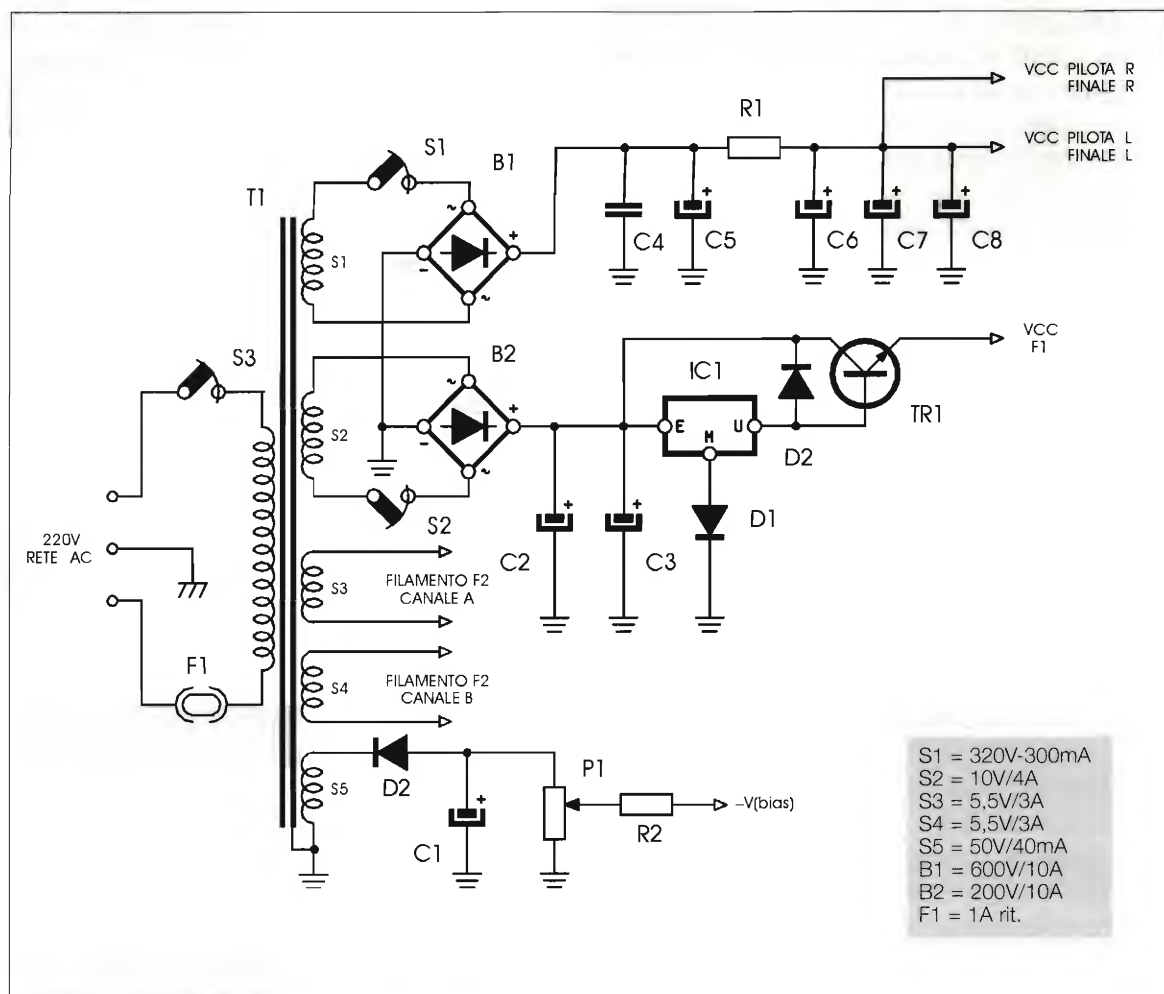 VCC PILOTA R
FINALE R
R1
VCC PILOTA L
FINALE L
S1
B1
T1
~
S1
+
-
~
+
C4
+
C5
+
C6
+
C7
+
C8
S3
B2
~
S2
+
-
~
S2
IC1
E
M
U
D2
TR1
VCC
F1
D1
+
C2
+
C3
220V
RETE AC
S3
FILAMENTO F2
CANALE A
S4
FILAMENTO F2
CANALE B
F1
S5
D2
+
C1
P1
R2
–V(bias)
S1 = 320V-300mA
S2 = 10V/4A
S3 = 5,5V/3A
S4 = 5,5V/3A
S5 = 50V/40mA
B1 = 600V/10A
B2 = 200V/10A
F1 = 1A rit.